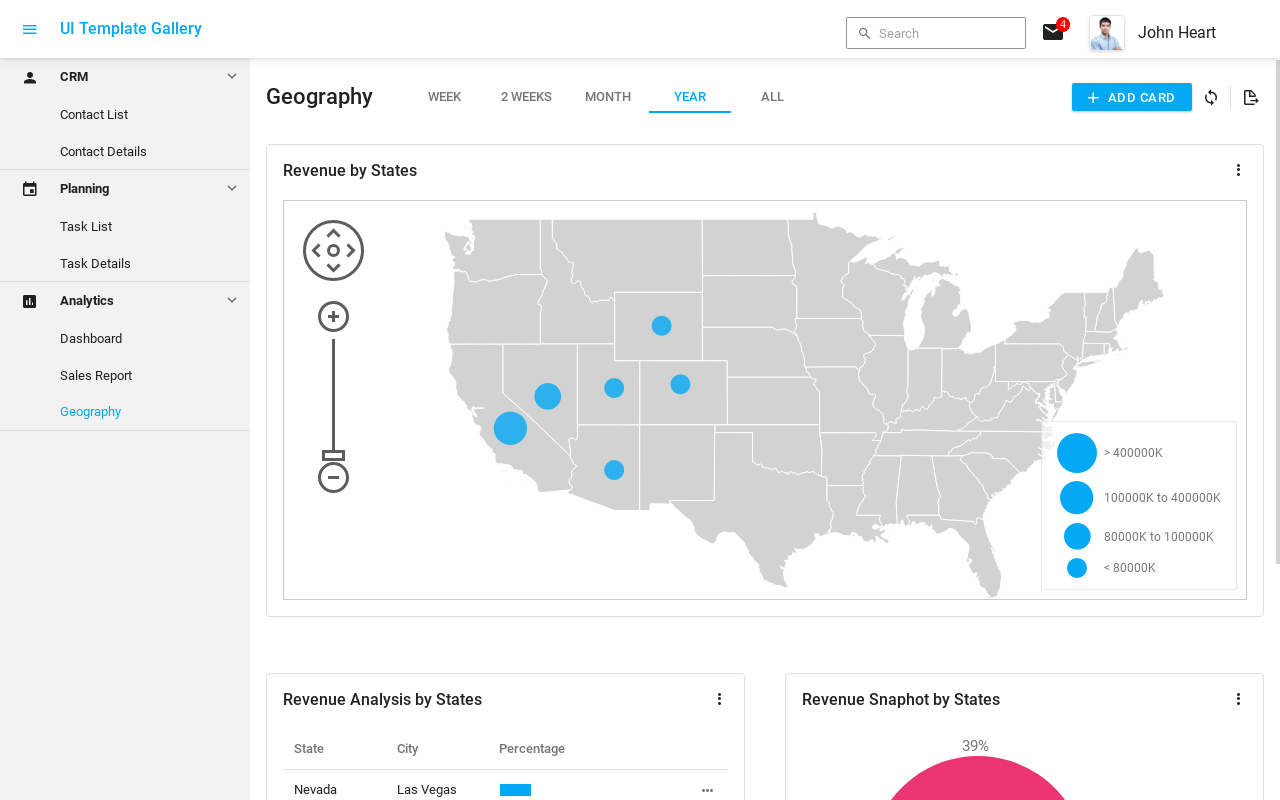 UI Template Gallery
Search
4
John Heart
CRM
Contact List
Contact Details
Planning
Task List
Task Details
Analytics
Dashboard
Sales Report
Geography
Geography
WEEK
2 WEEKS
MONTH
YEAR
ALL
ADD CARD
Revenue by States
> 400000K
100000K to 400000K
80000K to 100000K
< 80000K
Revenue Analysis by States
State City Percentage
Nevada Las Vegas
Revenue Snaphot by States
39%